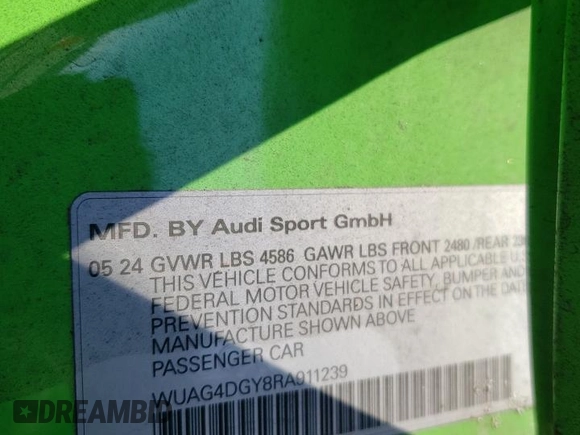 MFD. BY Audi Sport GmbH
05 24 GVWR LBS 4586 GAWR LBS FRONT 2480 /REAR
THIS VEHICLE CONFORMS TO ALL APPLICABLE U.S
FEDERAL MOTOR VEHICLE SAFETY, BUMPER AND
PREVENTION STANDARDS IN EFFECT ON THE DATE
MANUFACTURE SHOWN ABOVE
PASSENGER CAR
WUAG4DGY8RA911239
DREAMBID